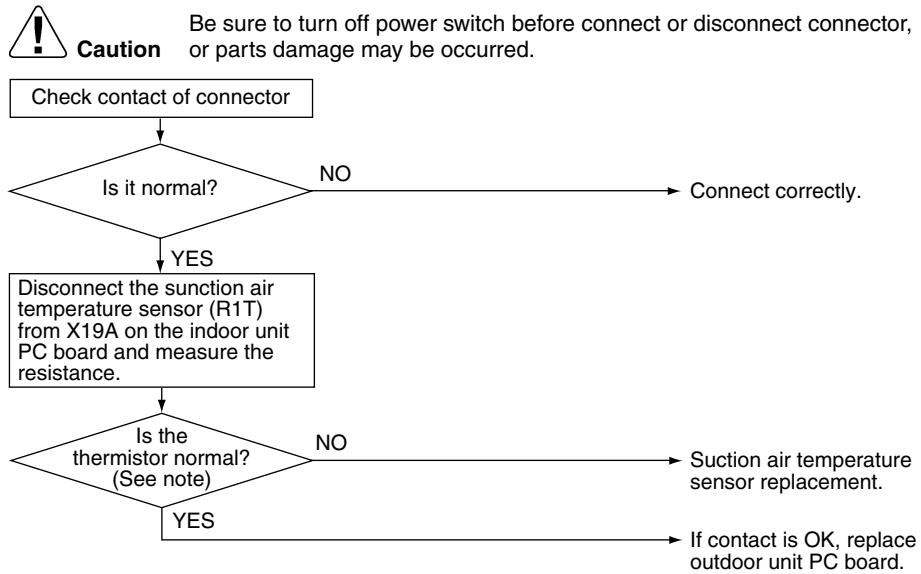 Be sure to turn off power switch before connect or disconnect connector,
Caution or parts damage may be occurred.
Check contact of connector
Is it normal?
NO
Connect correctly.
YES
Disconnect the sunction air
temperature sensor (R1T)
from X19A on the indoor unit
PC board and measure the
resistance.
Is the
thermistor normal?
(See note)
NO
Suction air temperature
sensor replacement.
YES
If contact is OK, replace
outdoor unit PC board.